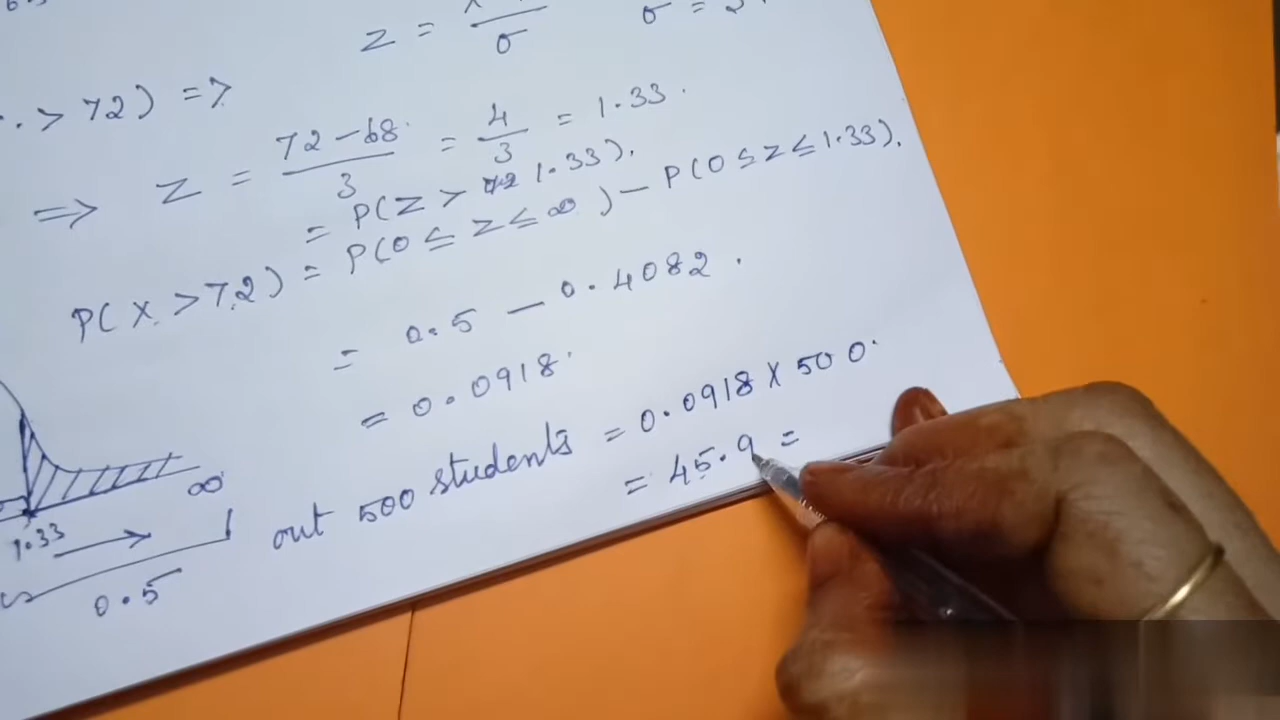 z = σ
σ =
> 72) =>
=> z = 72 - 68 / 3 = 4/3 = 1.33.
= P(z > 1.33).
P(x > 72) = P(0 ≤ z ≤ ∞) - P(0 ≤ z ≤ 1.33).
= 0.5 - 0.4082.
= 0.0918.
out 500 students = 0.0918 x 500.
= 45.9 =
∞
1.33
0.5